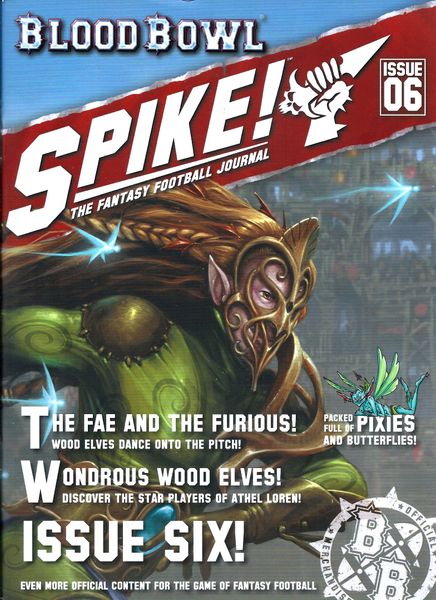 BLOOD BOWL
SPIKE!™
THE FANTASY FOOTBALL JOURNAL
ISSUE
06
THE FAE AND THE FURIOUS!
WOOD ELVES DANCE ONTO THE PITCH!
PACKED
FULL OF PIXIES
AND BUTTERFLIES!
WONDROUS WOOD ELVES!
DISCOVER THE STAR PLAYERS OF ATHEL LOREN!
ISSUE SIX!
OFFICIAL
B B
MERCHANDISE
EVEN MORE OFFICIAL CONTENT FOR THE GAME OF FANTASY FOOTBALL